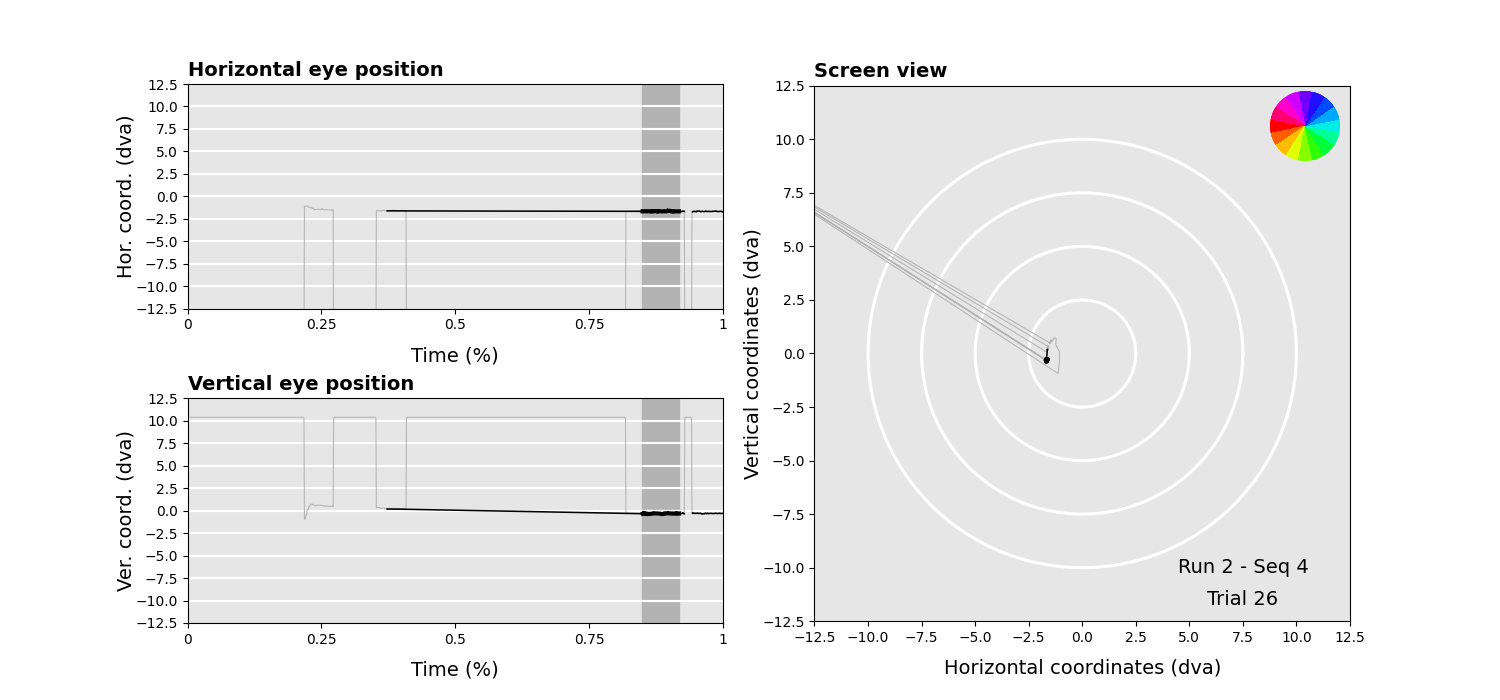 Horizontal eye position
Hor. coord. (dva)
12.5
10.0
7.5
5.0
2.5
0.0
−2.5
−5.0
−7.5
−10.0
−12.5
0 0.25 0.5 0.75 1
Time (%)
Vertical eye position
Ver. coord. (dva)
12.5
10.0
7.5
5.0
2.5
0.0
−2.5
−5.0
−7.5
−10.0
−12.5
0 0.25 0.5 0.75 1
Time (%)
Screen view
Vertical coordinates (dva)
12.5
10.0
7.5
5.0
2.5
0.0
−2.5
−5.0
−7.5
−10.0
−12.5
Run 2 - Seq 4
Trial 26
−12.5 −10.0 −7.5 −5.0 −2.5 0.0 2.5 5.0 7.5 10.0 12.5
Horizontal coordinates (dva)